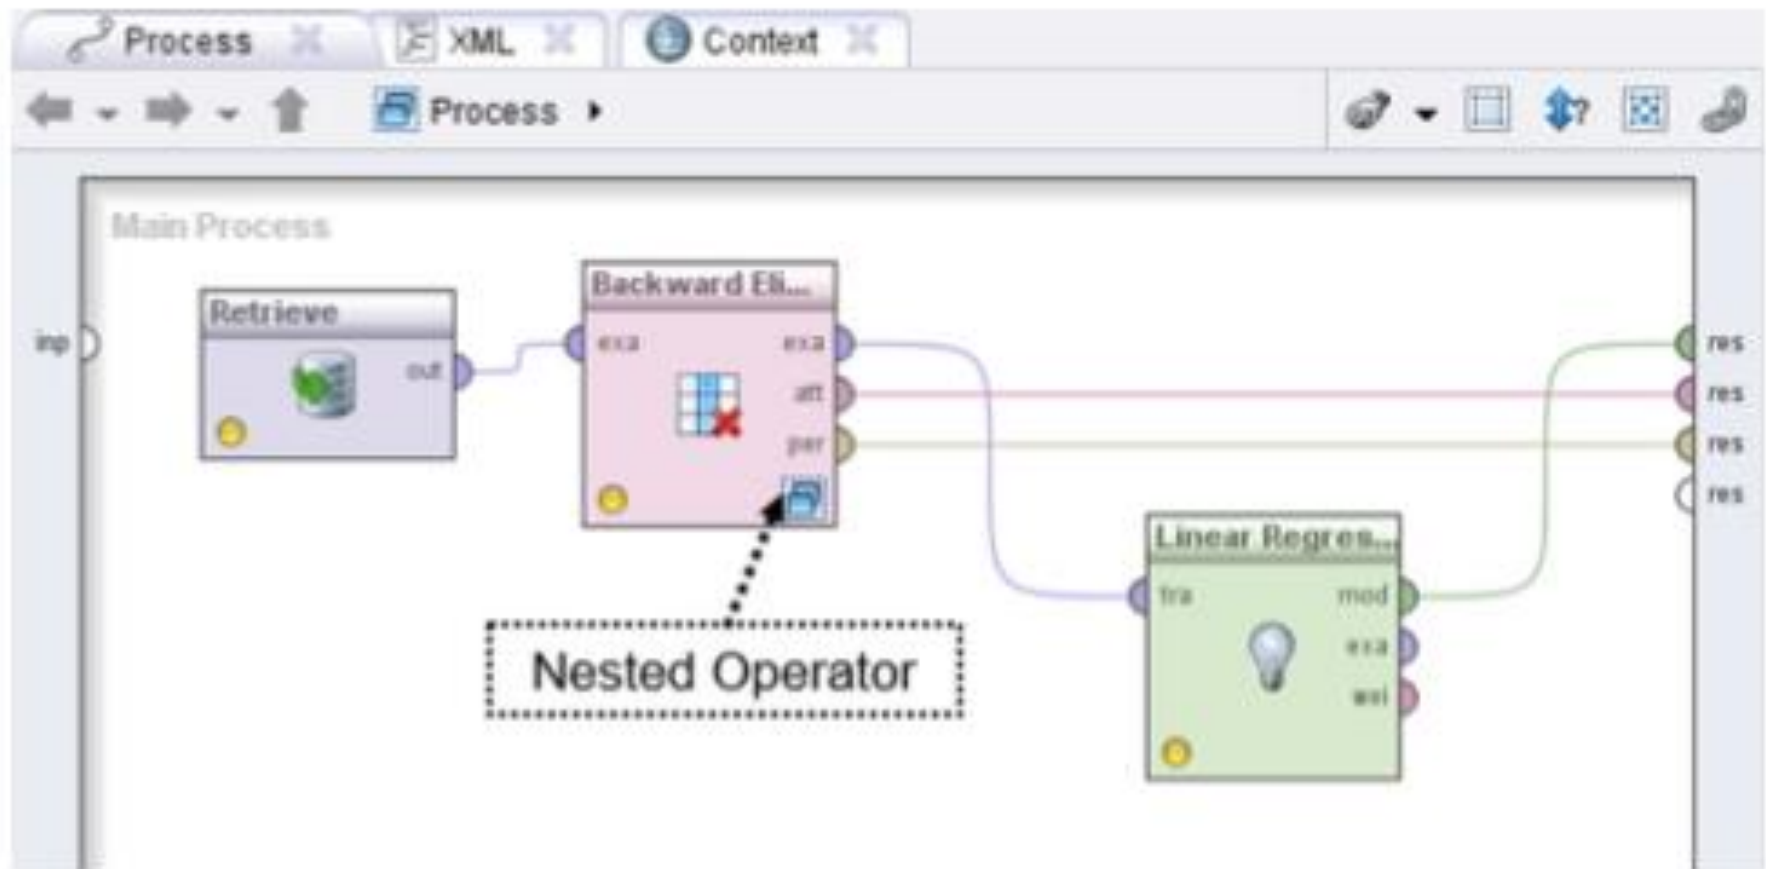 Process
XML
Context
Process
Main Process
inp
Retrieve
out
Backward Eli...
exa
exa
att
per
Nested Operator
Linear Regres...
tra
mod
exa
wei
res
res
res
res